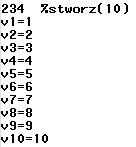 234  %stworz(10)
v1=1
v2=2
v3=3
v4=4
v5=5
v6=6
v7=7
v8=8
v9=9
v10=10